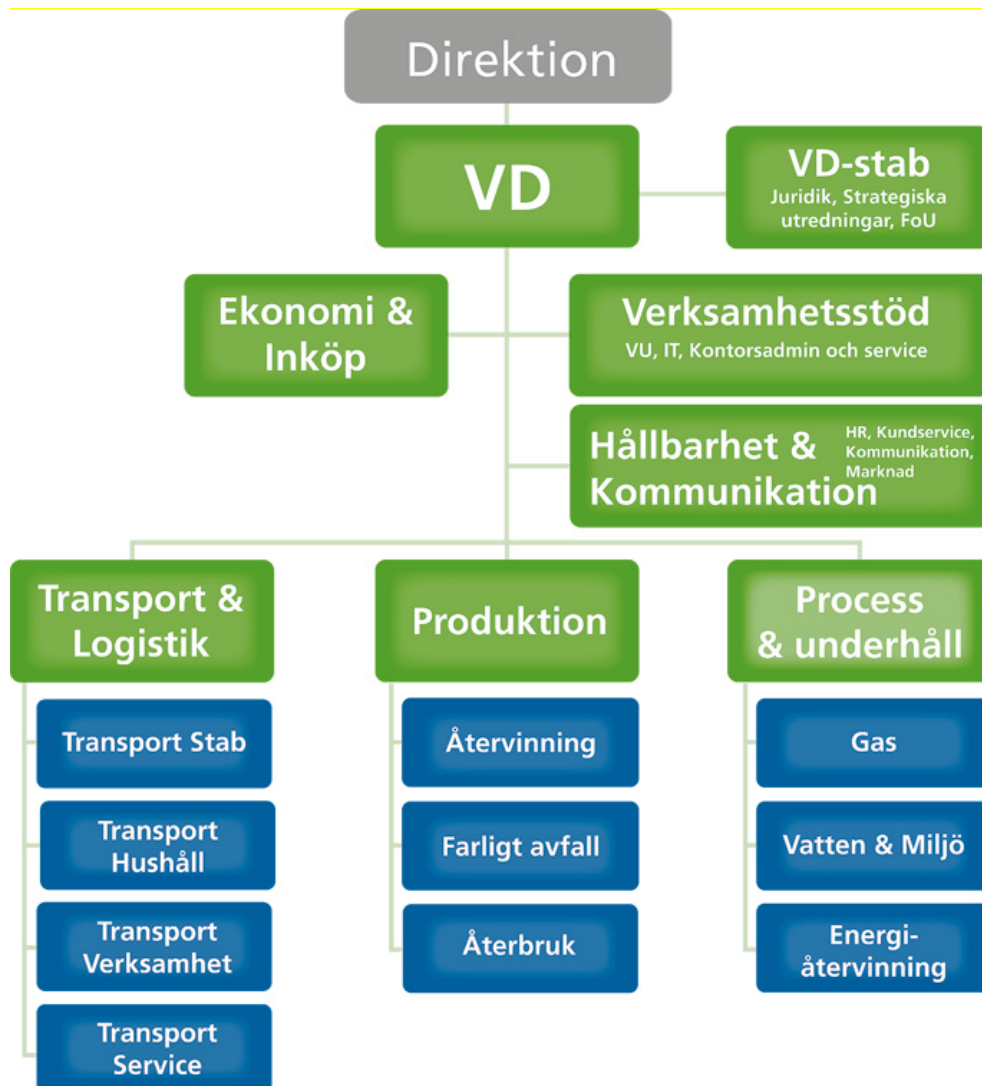 Direktion
VD
VD-stab
Juridik, Strategiska
utredningar, FoU
Ekonomi &
Inköp
Verksamhetsstöd
VU, IT, Kontorsadmin och service
Hållbarhet &
Kommunikation
HR, Kundservice,
Kommunikation,
Marknad
Transport &
Logistik
Transport Stab
Transport
Hushåll
Transport
Verksamhet
Transport
Service
Produktion
Återvinning
Farligt avfall
Återbruk
Process
& underhåll
Gas
Vatten & Miljö
Energi-
återvinning